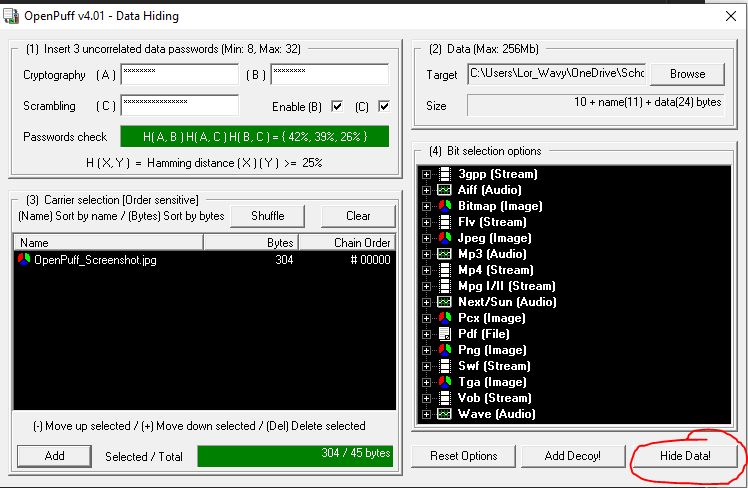 OpenPuff v4.01 - Data Hiding
(1) Insert 3 uncorrelated data passwords (Min: 8, Max: 32)
Cryptography (A) ******** (B) ********
Scrambling (C) *************** Enable (B) (C)
Passwords check H( A, B ) H( A, C ) H( B, C ) = { 42%, 39%, 26% }
H ( X, Y ) = Hamming distance ( X ) ( Y ) >= 25%
(2) Data (Max: 256Mb)
Target C:\Users\Lor_Wavy\OneDrive\Scho Browse
Size 10 + name(11) + data(24) bytes
(3) Carrier selection [Order sensitive]
(Name) Sort by name / (Bytes) Sort by bytes Shuffle Clear
Name Bytes Chain Order
OpenPuff_Screenshot.jpg 304 # 00000
(-) Move up selected / (+) Move down selected / (Del) Delete selected
Add Selected / Total 304 / 45 bytes
(4) Bit selection options
3gpp (Stream)
Aiff (Audio)
Bitmap (Image)
Flv (Stream)
Jpeg (Image)
Mp3 (Audio)
Mp4 (Stream)
Mpg I/II (Stream)
Next/Sun (Audio)
Pcx (Image)
Pdf (File)
Png (Image)
Swf (Stream)
Tga (Image)
Vob (Stream)
Wave (Audio)
Reset Options Add Decoy! Hide Data!